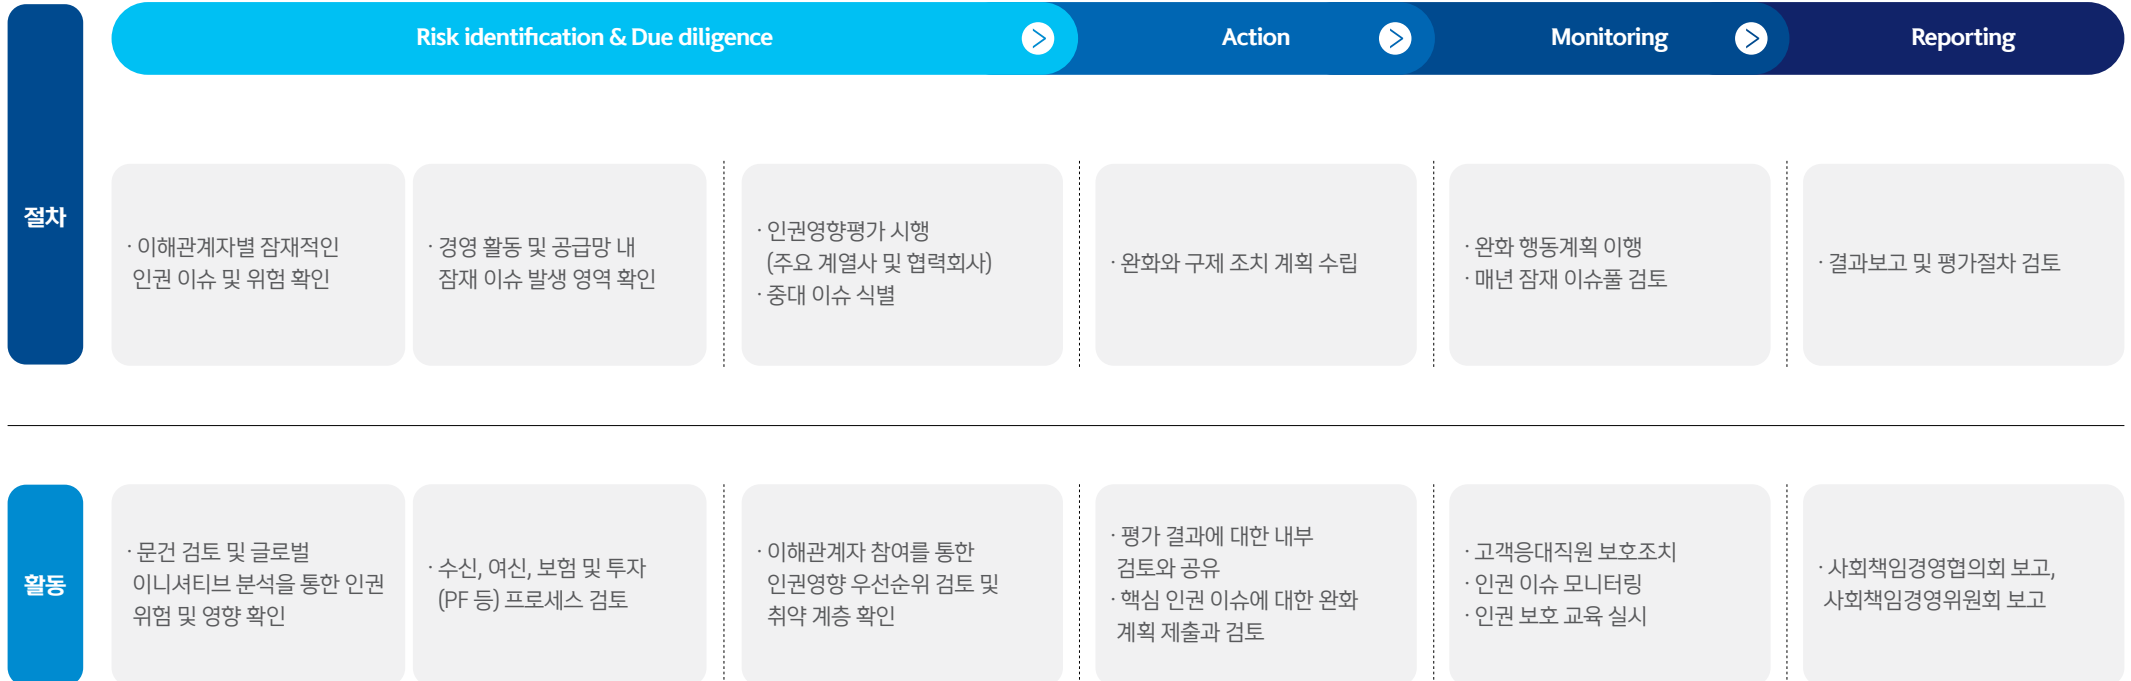 Risk identification & Due diligence
Action
Monitoring
Reporting
절차
· 이해관계자별 잠재적인
인권 이슈 및 위험 확인
· 경영 활동 및 공급망 내
잠재 이슈 발생 영역 확인
· 인권영향평가 시행
(주요 계열사 및 협력회사)
· 중대 이슈 식별
· 완화와 구제 조치 계획 수립
· 완화 행동계획 이행
· 매년 잠재 이슈풀 검토
· 결과보고 및 평가절차 검토
활동
· 문건 검토 및 글로벌
이니셔티브 분석을 통한 인권
위험 및 영향 확인
· 수신, 여신, 보험 및 투자
(PF 등) 프로세스 검토
· 이해관계자 참여를 통한
인권영향 우선순위 검토 및
취약 계층 확인
· 평가 결과에 대한 내부
검토와 공유
· 핵심 인권 이슈에 대한 완화
계획 제출과 검토
· 고객응대직원 보호조치
· 인권 이슈 모니터링
· 인권 보호 교육 실시
· 사회책임경영협의회 보고,
사회책임경영위원회 보고